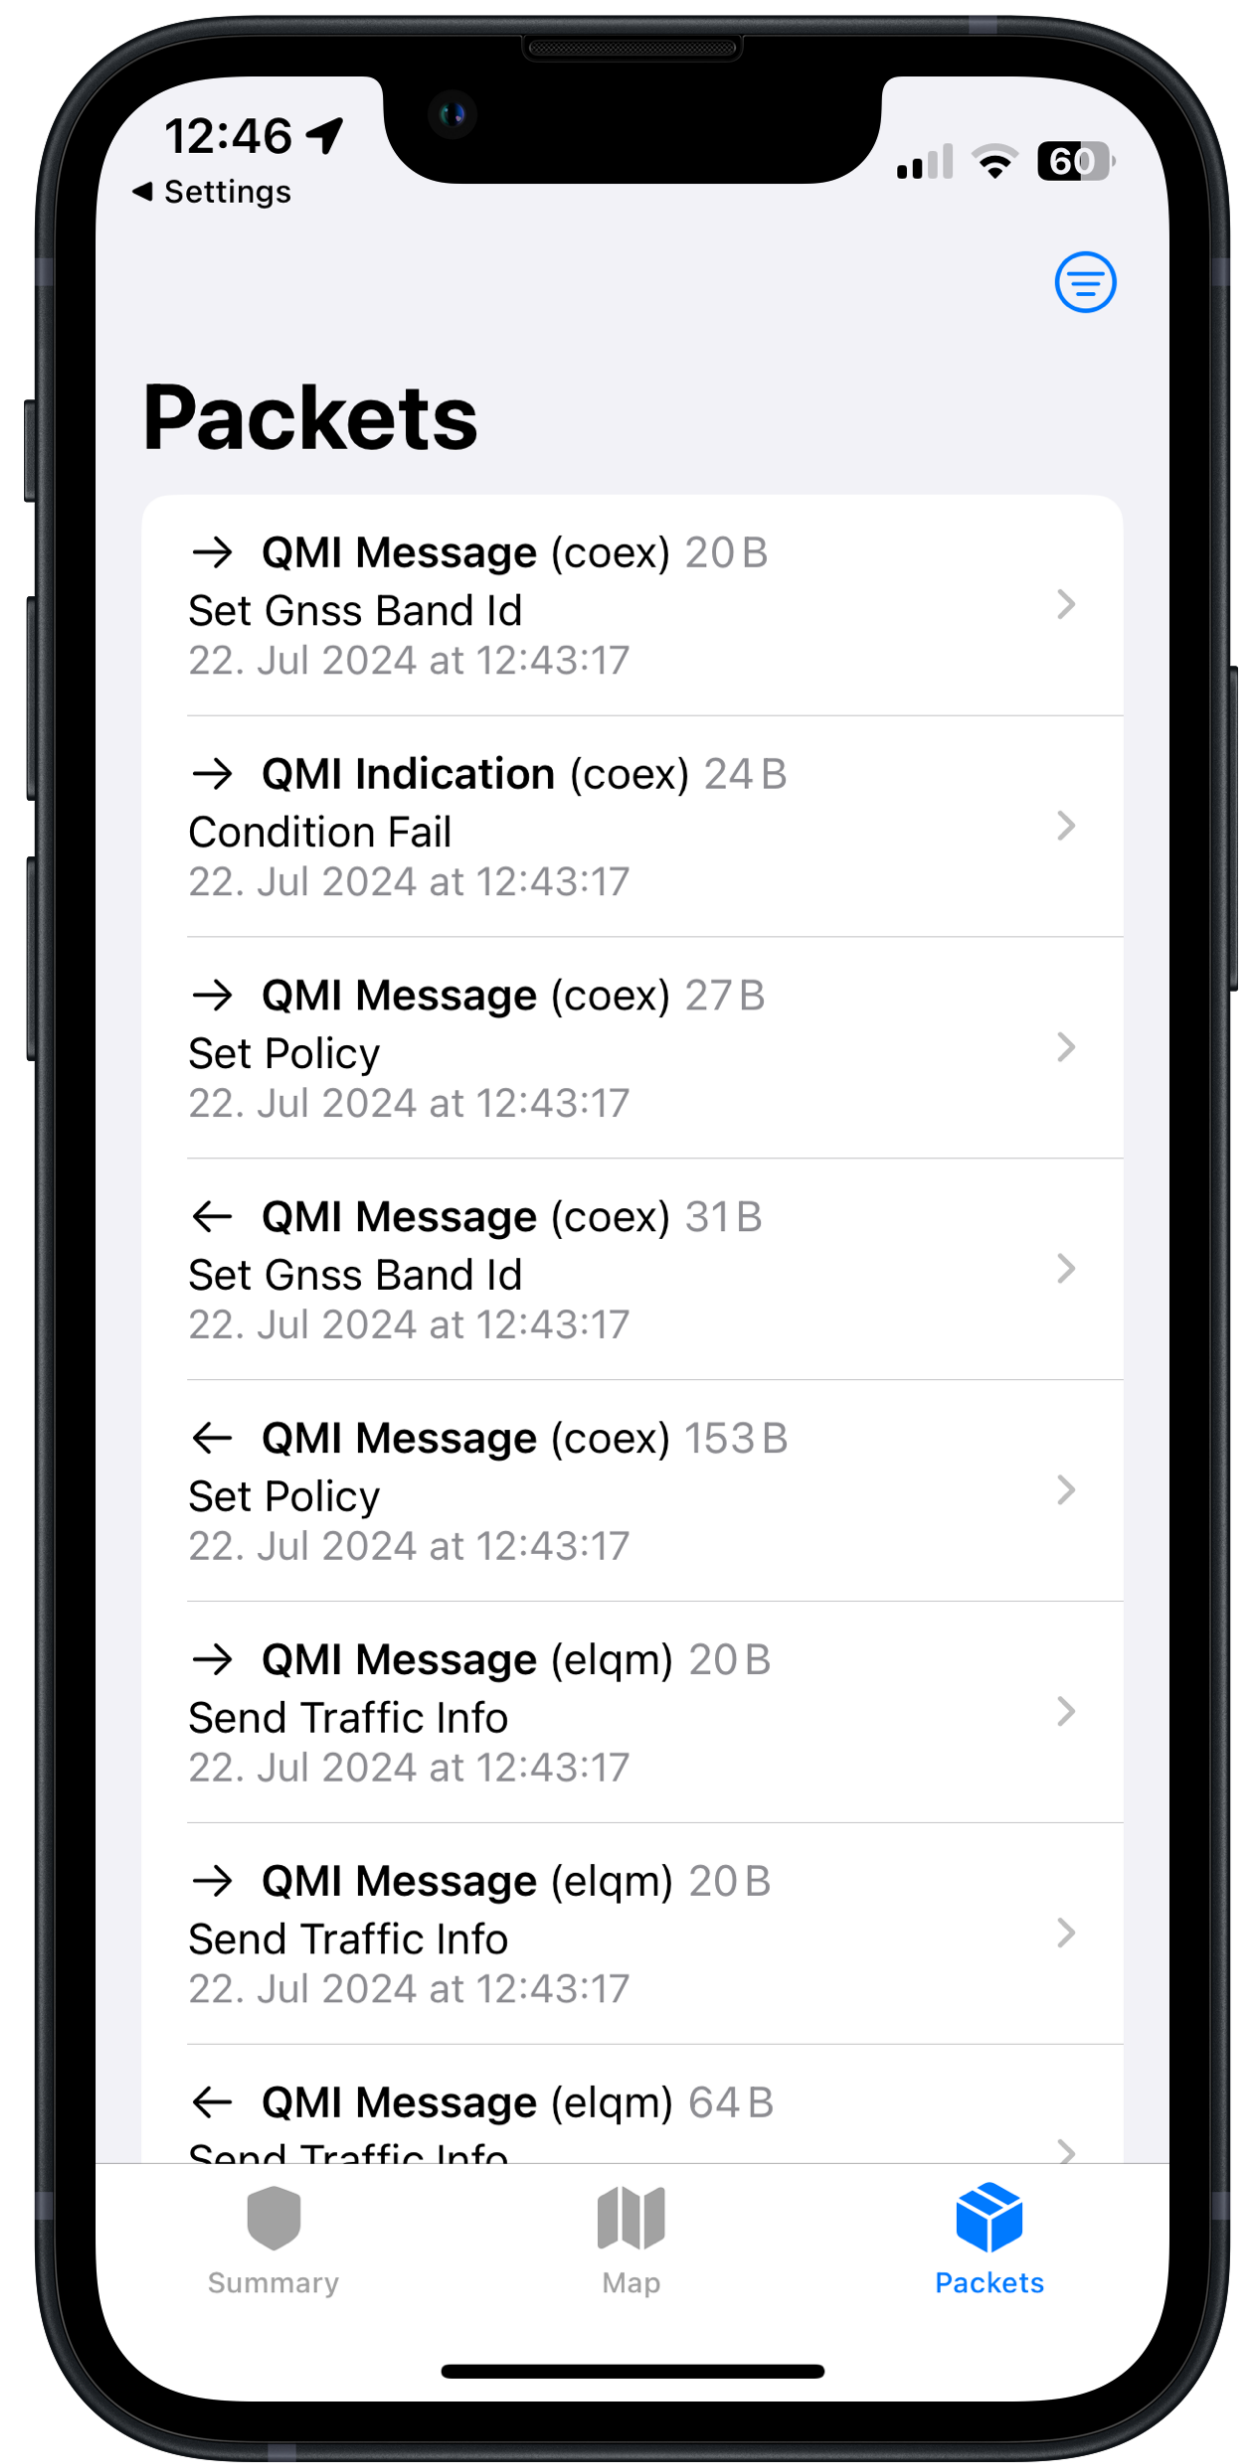 12:46
60
◀ Settings
Packets
→ QMI Message (coex) 20 B
Set Gnss Band Id
22. Jul 2024 at 12:43:17
→ QMI Indication (coex) 24 B
Condition Fail
22. Jul 2024 at 12:43:17
→ QMI Message (coex) 27 B
Set Policy
22. Jul 2024 at 12:43:17
← QMI Message (coex) 31 B
Set Gnss Band Id
22. Jul 2024 at 12:43:17
← QMI Message (coex) 153 B
Set Policy
22. Jul 2024 at 12:43:17
→ QMI Message (elqm) 20 B
Send Traffic Info
22. Jul 2024 at 12:43:17
→ QMI Message (elqm) 20 B
Send Traffic Info
22. Jul 2024 at 12:43:17
← QMI Message (elqm) 64 B
Send Traffic Info
Summary
Map
Packets